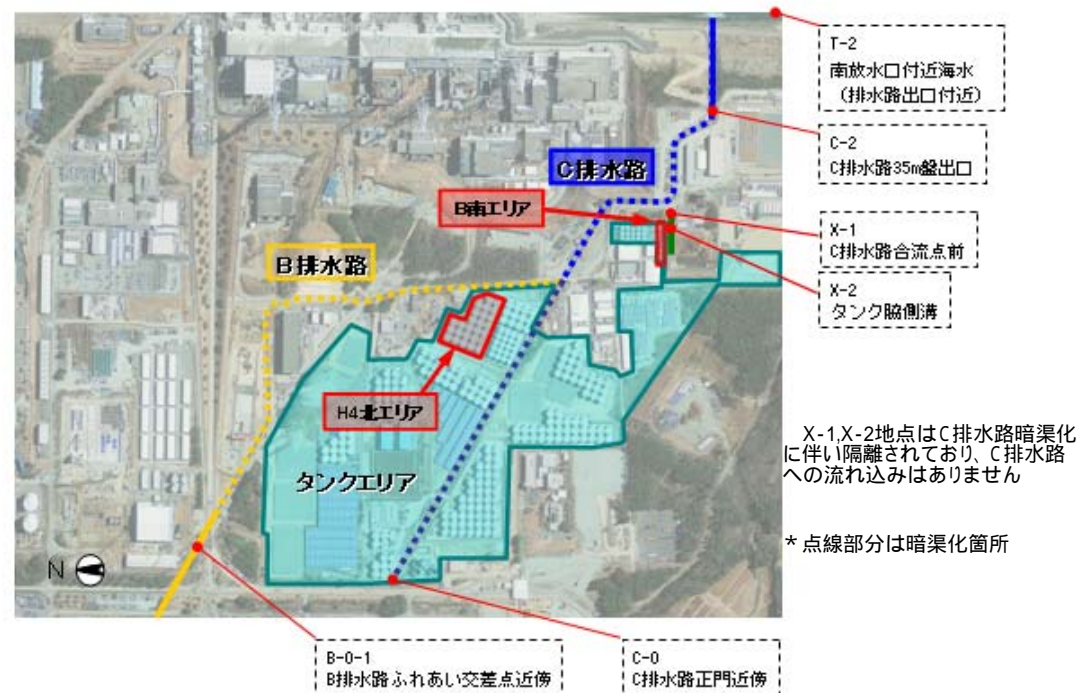 T-2
南放水口付近海水
（排水路出口付近）
C-2
C排水路35m盤出口
C排水路
B南エリア
X-1
C排水路合流点前
B排水路
X-2
タンク脇側溝
H4北エリア
X-1,X-2地点はC排水路暗渠化
に伴い隔離されており、C排水路
への流れ込みはありません
タンクエリア
*点線部分は暗渠化箇所
N
B-0-1
B排水路ふれあい交差点近傍
C-0
C排水路正門近傍